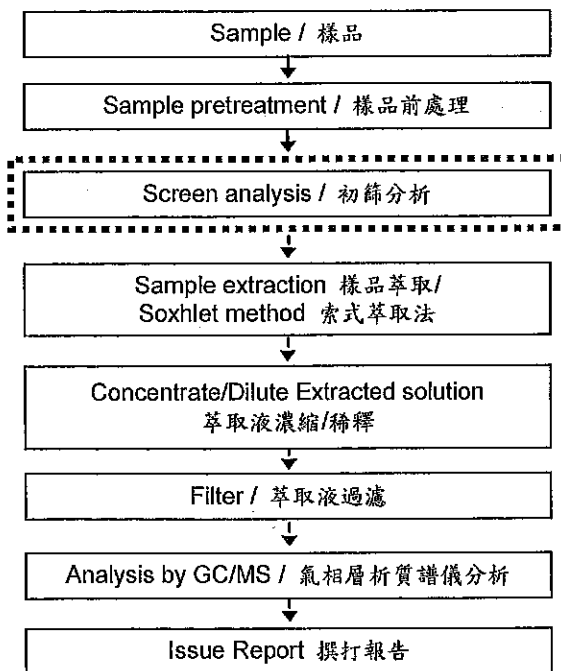 Sample / 樣品
Sample pretreatment / 樣品前處理
Screen analysis / 初篩分析
Sample extraction 樣品萃取/
Soxhlet method 索式萃取法
Concentrate/Dilute Extracted solution
萃取液濃縮/稀釋
Filter / 萃取液過濾
Analysis by GC/MS / 氣相層析質譜儀分析
Issue Report 撰打報告